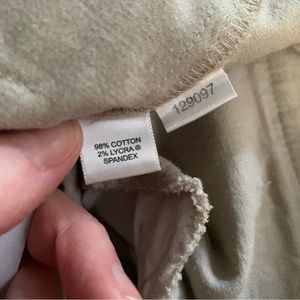 129097
98% COTTON
2% LYCRA®
SPANDEX